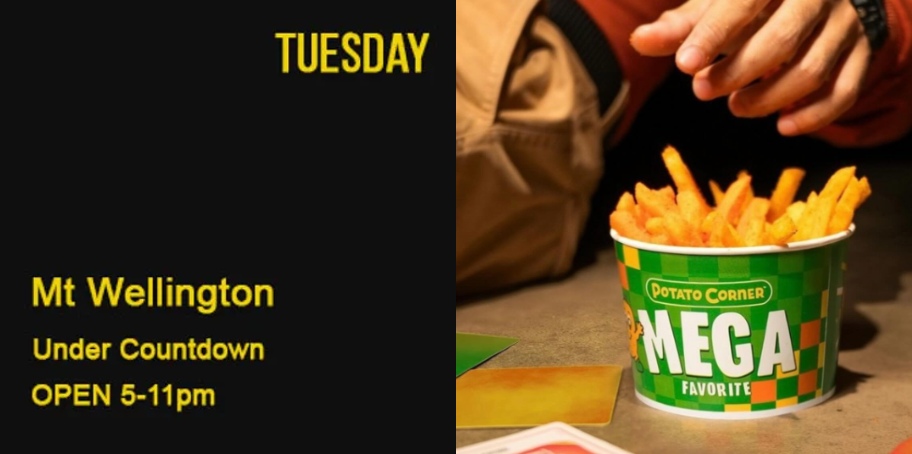 TUESDAY
Mt Wellington
Under Countdown
OPEN 5-11pm
POTATO CORNER
MEGA
FAVORITE